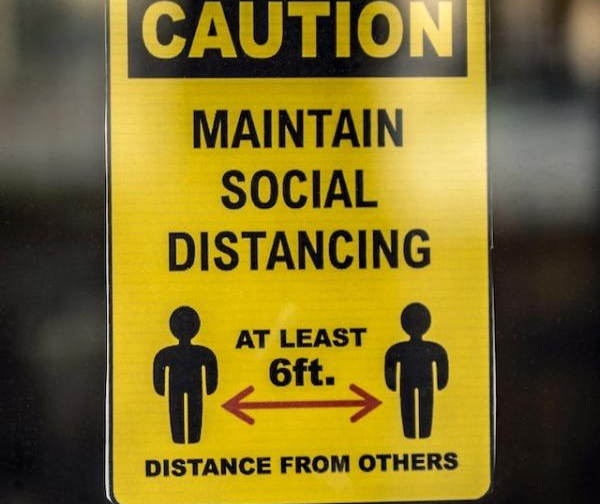 CAUTION
MAINTAIN
SOCIAL
DISTANCING
AT LEAST
6ft.
DISTANCE FROM OTHERS